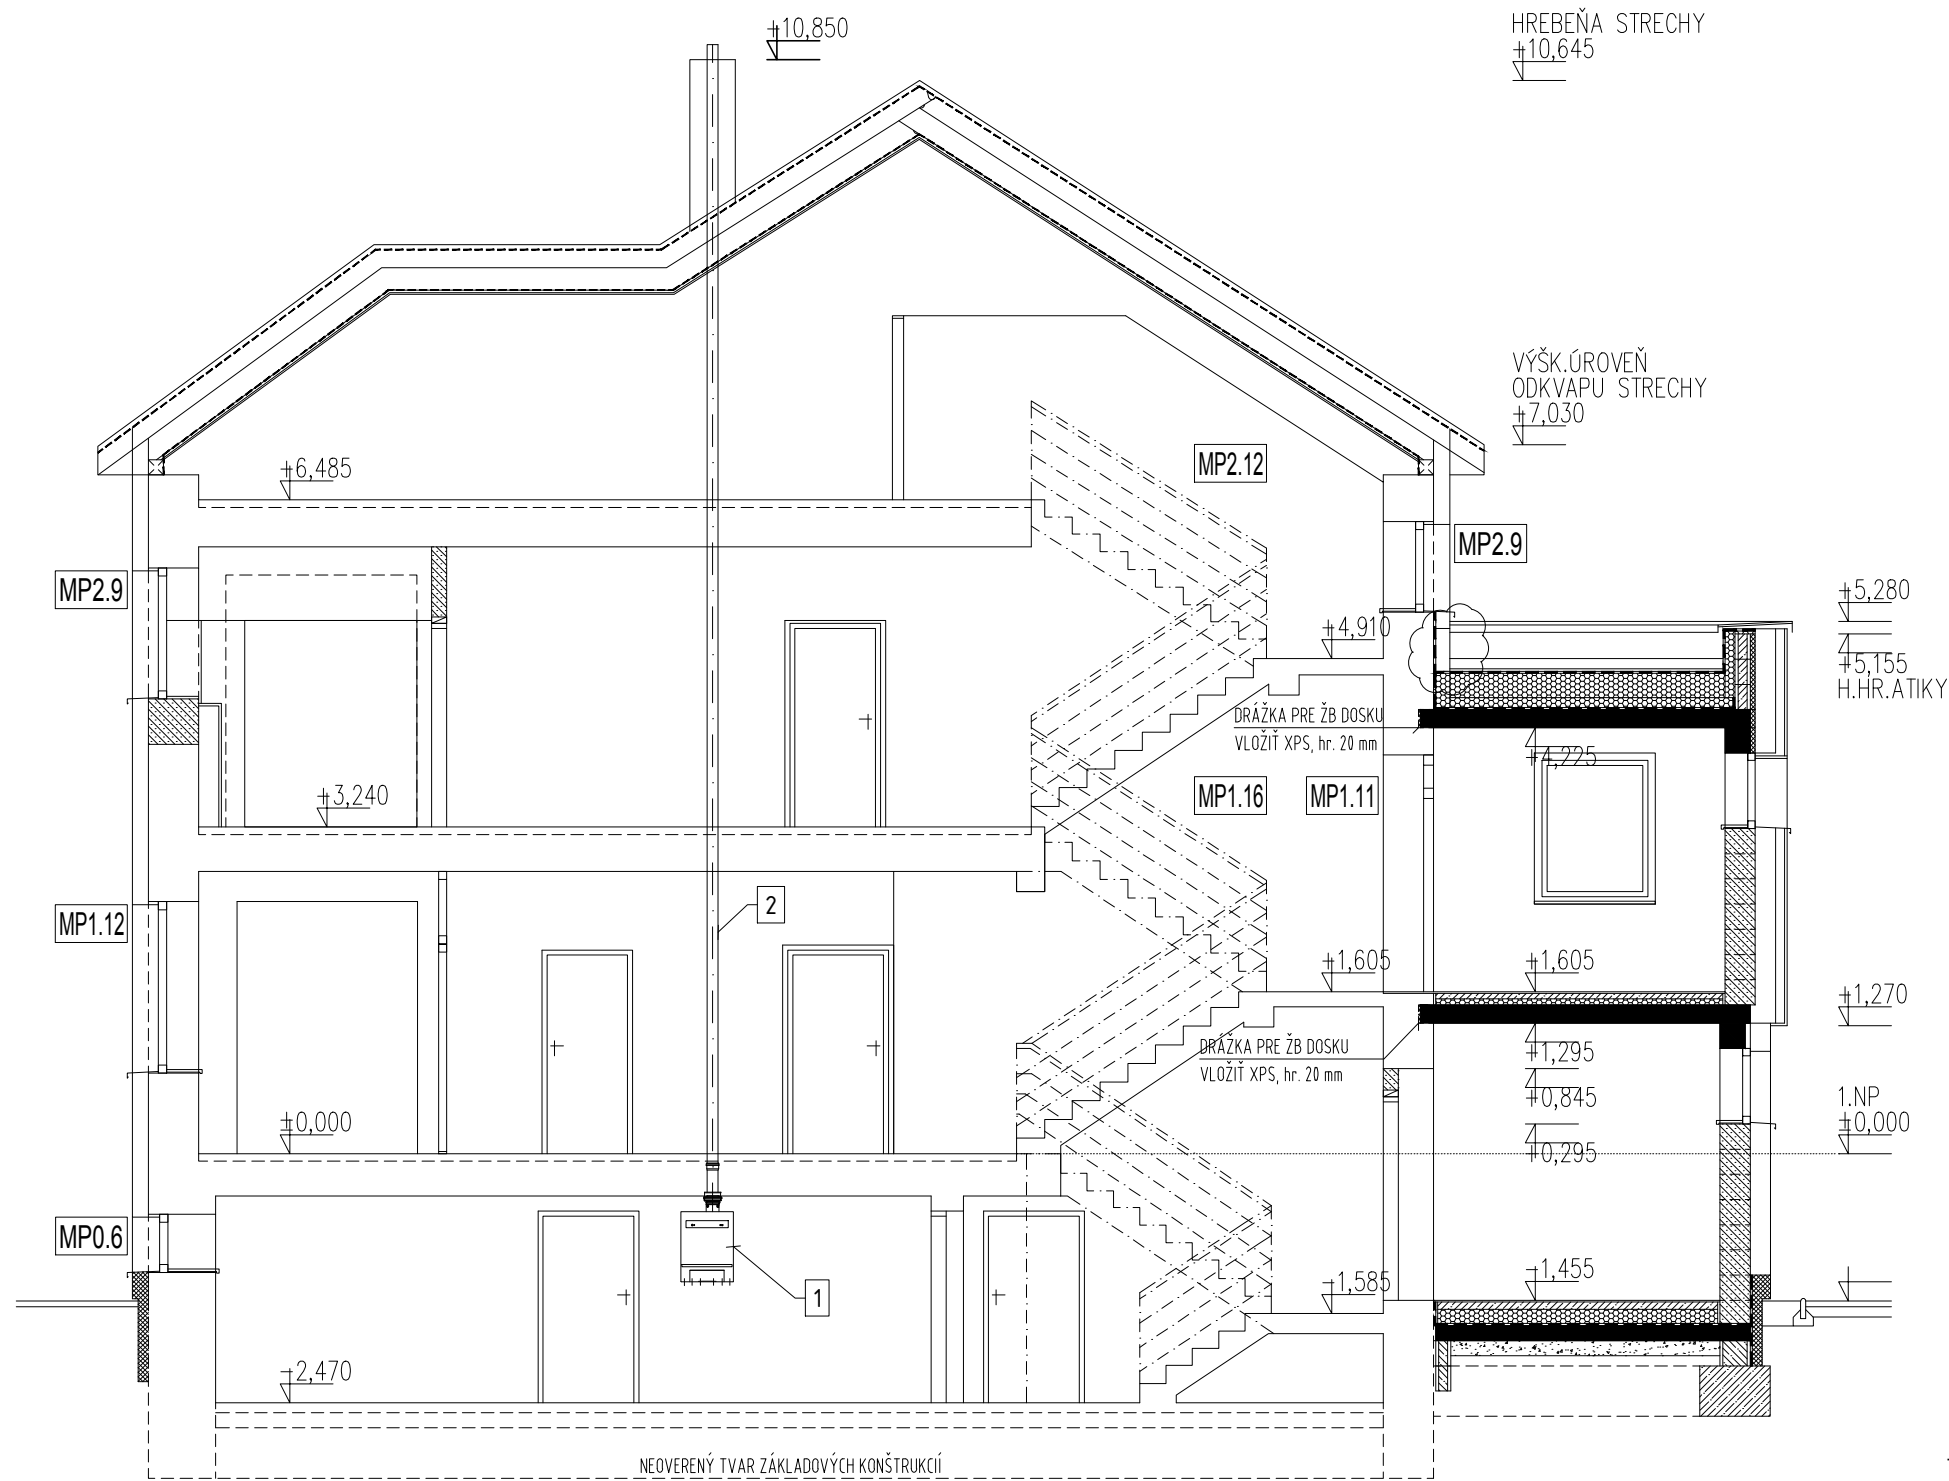 +10,850
HREBEŇA STRECHY
+10,645
VÝŠK.ÚROVEŇ
ODKVAPU STRECHY
+7,030
+6,485
MP2.12
MP2.9
MP2.9
+5,280
+4,910
+5,155
H.HR.ATIKY
DRÁŽKA PRE ŽB DOSKU
VLOŽIŤ XPS, hr. 20 mm
+4,225
+3,240
MP1.16
MP1.11
2
MP1.12
+1,605
+1,605
+1,270
DRÁŽKA PRE ŽB DOSKU
VLOŽIŤ XPS, hr. 20 mm
+1,295
+0,845
1.NP
±0,000
±0,000
+0,295
MP0.6
1
+1,585
+1,455
+2,470
NEOVERENÝ TVAR ZÁKLADOVÝCH KONŠTRUKCIÍ